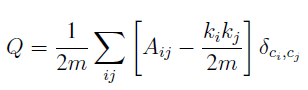 Q = \frac{1}{2m} \sum_{ij} \left[ A_{ij} - \frac{k_i k_j}{2m} \right] \delta_{c_i,c_j}